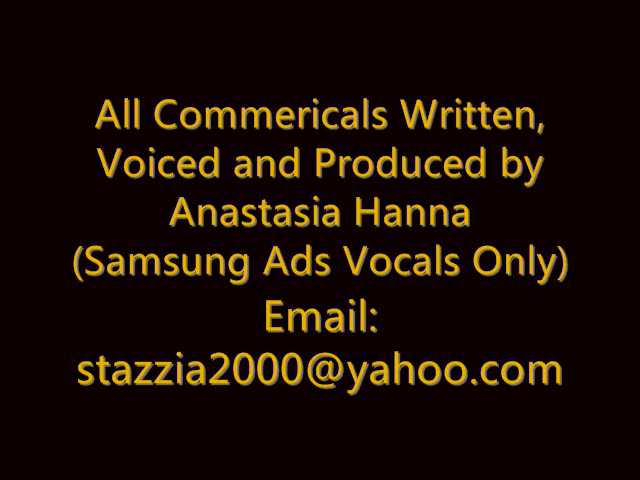 All Commericals Written,
Voiced and Produced by
Anastasia Hanna
(Samsung Ads Vocals Only)
Email:
stazzia2000@yahoo.com